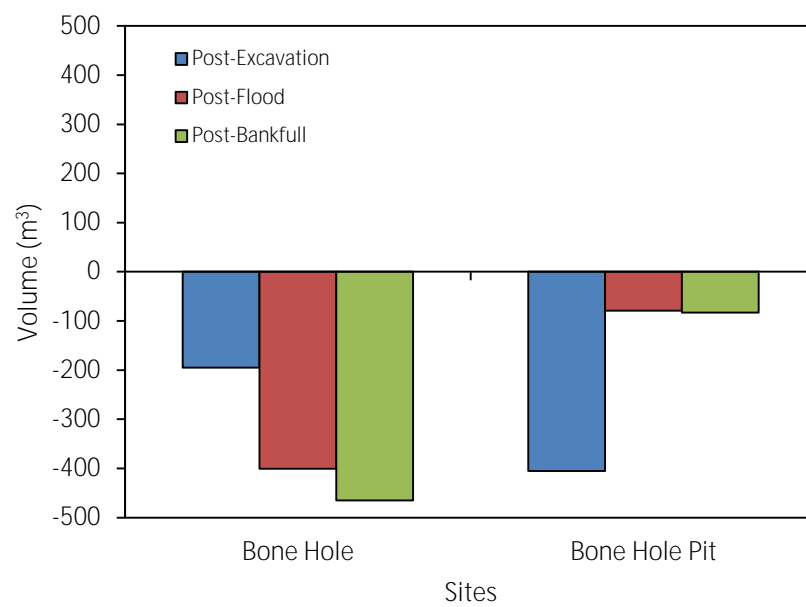 500
400
300
200
100
0
-100
-200
-300
-400
-500
Volume (m³)
Post-Excavation
Post-Flood
Post-Bankfull
Bone Hole
Bone Hole Pit
Sites